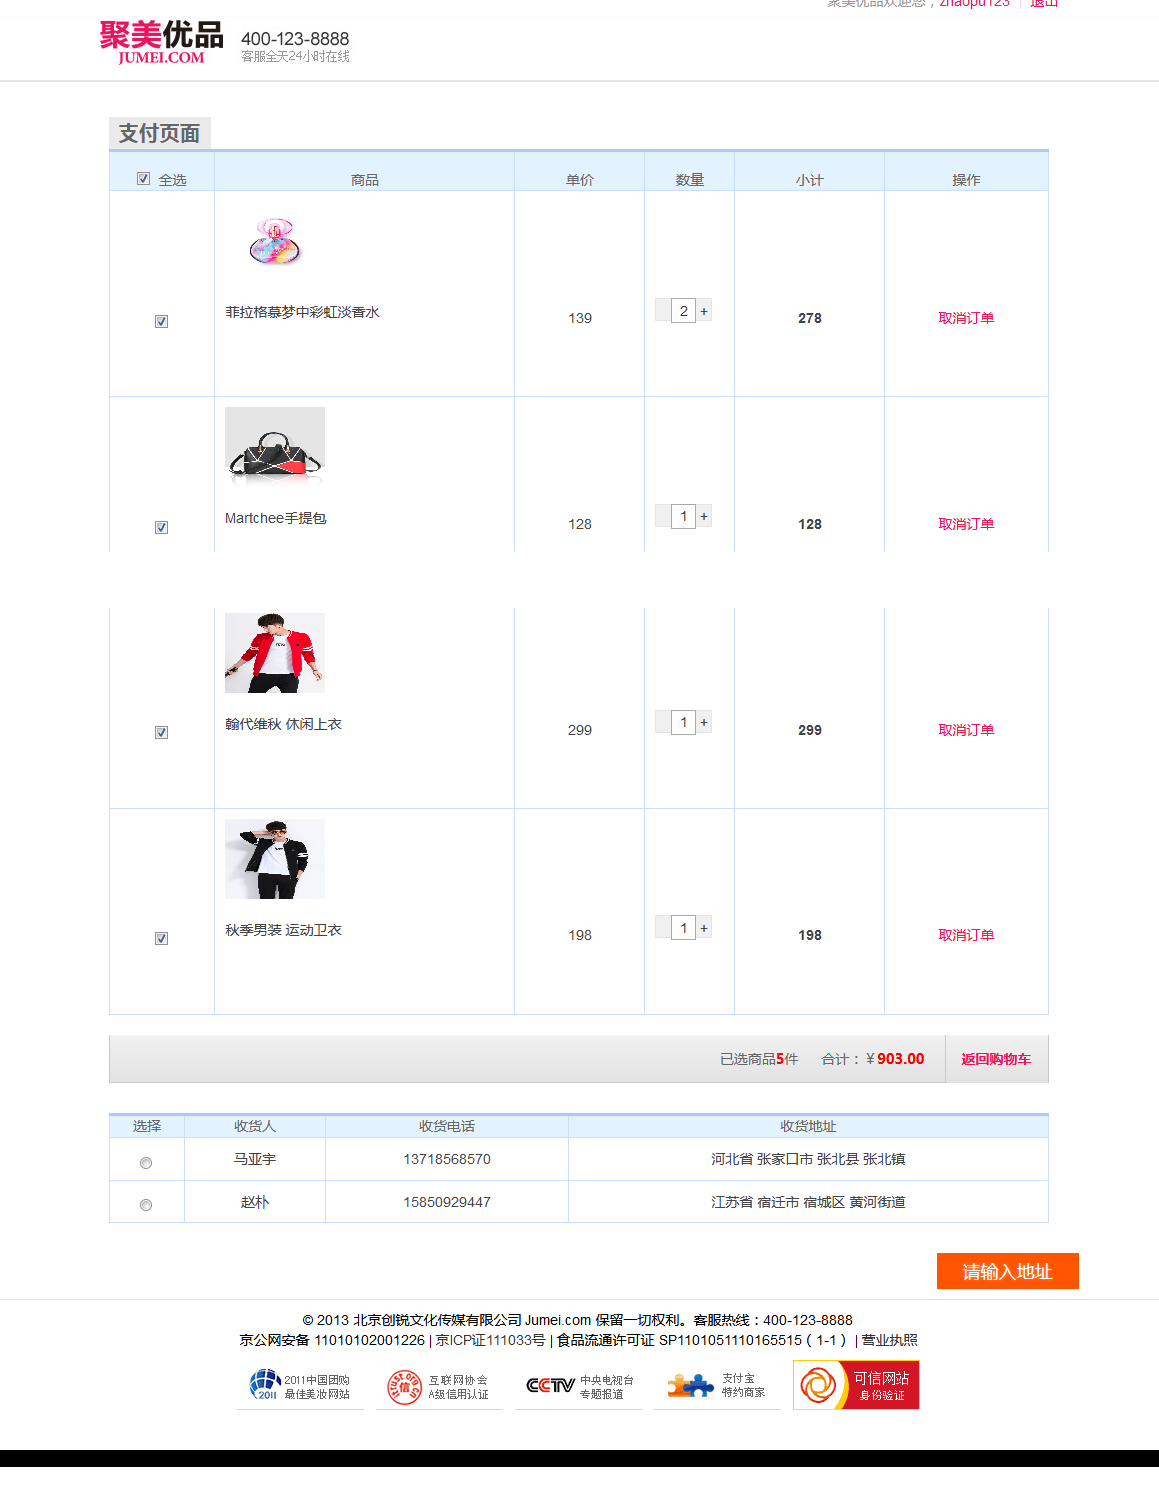 聚美优品欢迎您，zhaopu123 | 退出
聚美优品 400-123-8888
JUMEI.COM 客服全天24小时在线
支付页面
全选 商品 单价 数量 小计 操作
菲拉格慕梦中彩虹淡香水 139 2 + 278 取消订单
Martchee手提包 128 1 + 128 取消订单
翰代维秋 休闲上衣 299 1 + 299 取消订单
秋季男装 运动卫衣 198 1 + 198 取消订单
已选商品5件 合计：￥903.00 返回购物车
选择 收货人 收货电话 收货地址
马亚宇 13718568570 河北省 张家口市 张北县 张北镇
赵朴 15850929447 江苏省 宿迁市 宿城区 黄河街道
请输入地址
© 2013 北京创锐文化传媒有限公司 Jumei.com 保留一切权利。客服热线：400-123-8888
京公网安备 11010102001226 | 京ICP证111033号 | 食品流通许可证 SP1101051110165515（1-1） | 营业执照
2011中国团购 互联网协会 中央电视台 支付宝 可信网站
2011 最佳美妆网站 信 A级信用认证 CCTV 专题报道 特约商家 身份验证